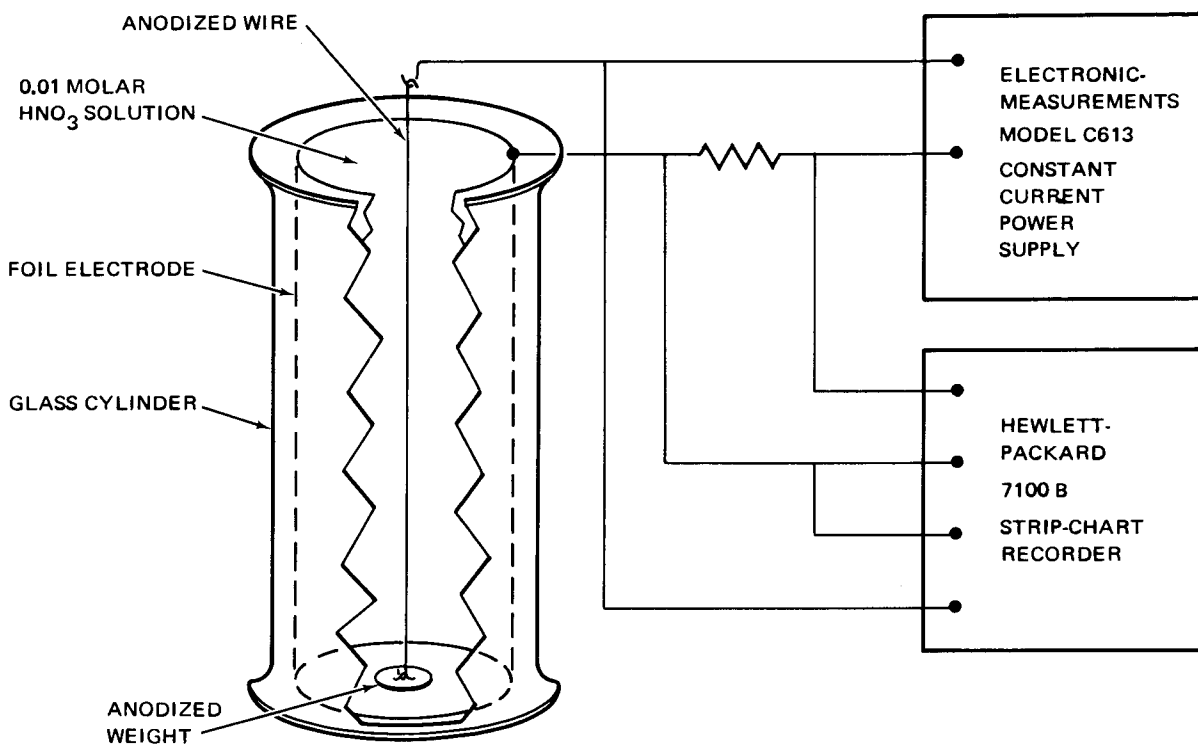 ANODIZED WIRE
0.01 MOLAR
HNO3 SOLUTION
FOIL ELECTRODE
GLASS CYLINDER
ANODIZED
WEIGHT
ELECTRONIC-
MEASUREMENTS
MODEL C613
CONSTANT
CURRENT
POWER
SUPPLY
HEWLETT-
PACKARD
7100 B
STRIP-CHART
RECORDER